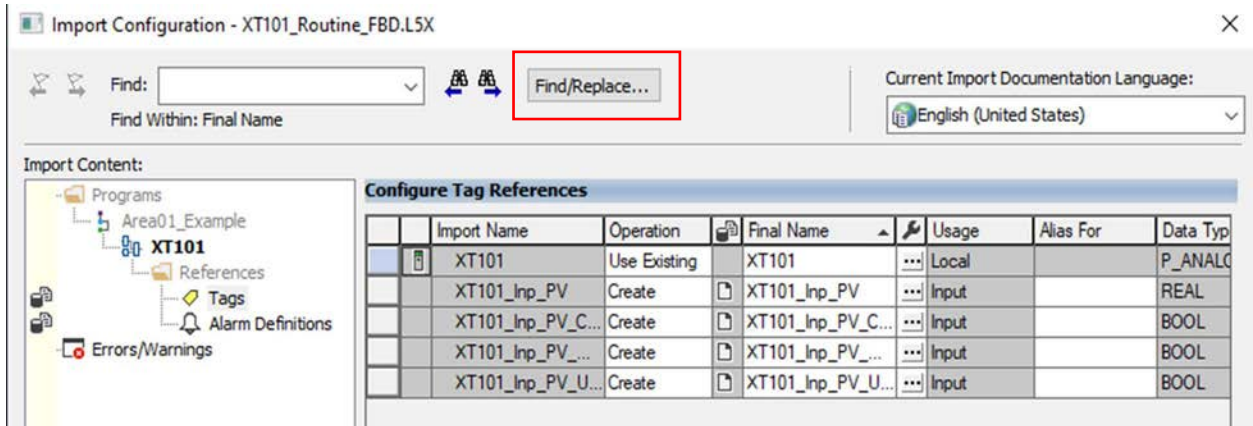 Import Configuration - XT101_Routine_FBD.L5X
Find:
Find/Replace...
Current Import Documentation Language:
Find Within: Final Name
English (United States)
Import Content:
Programs
Configure Tag References
Area01_Example
Import Name Operation Final Name Usage Alias For Data Typ
XT101
XT101 Use Existing XT101 ... Local P_ANALO
References
XT101_Inp_PV Create XT101_Inp_PV ... Input REAL
Tags
XT101_Inp_PV_C... Create XT101_Inp_PV_C... ... Input BOOL
Alarm Definitions
XT101_Inp_PV_... Create XT101_Inp_PV_... ... Input BOOL
Errors/Warnings
XT101_Inp_PV_U... Create XT101_Inp_PV_U... ... Input BOOL